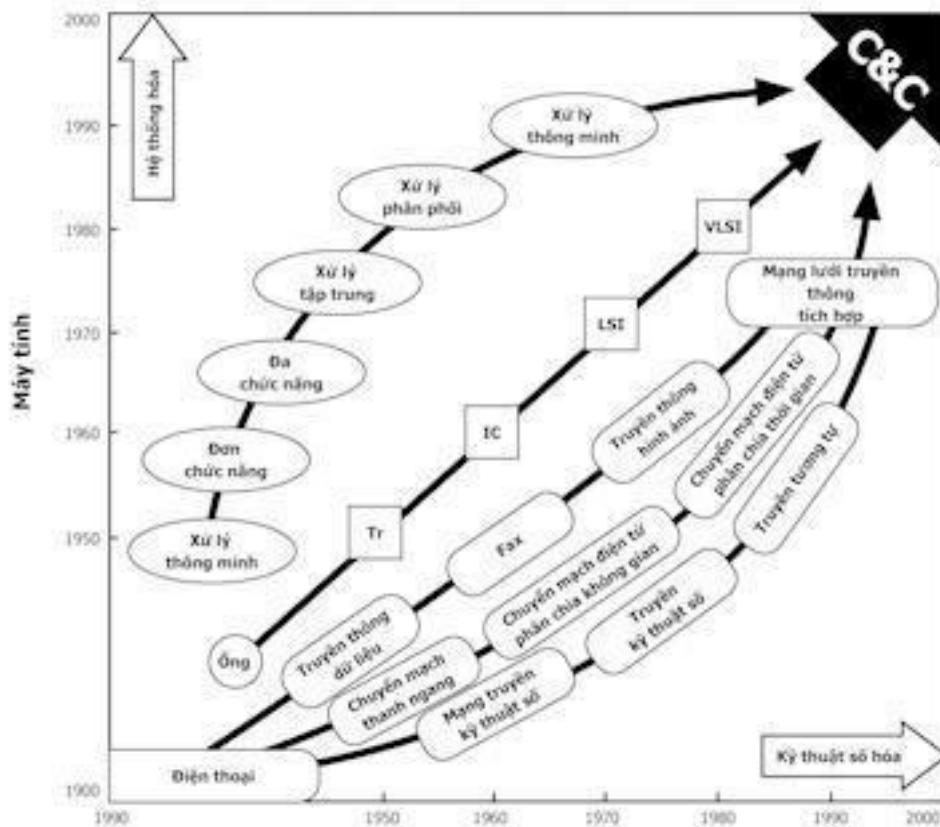 2000
1990
1980
1970
1960
1950
1900
Máy tính
Hệ thống hóa
C&C
Xử lý
thông minh
Xử lý
phân phối
Xử lý
tập trung
Đa
chức năng
Đơn
chức năng
Xử lý
thông minh
VLSI
LSI
IC
Tr
Ống
Mạng lưới truyền
thông
tích hợp
Truyền thông
hình ảnh
Fax
Truyền thông
dữ liệu
Chuyển mạch điện tử
phân chia thời gian
Chuyển mạch điện tử
phân chia không gian
Chuyển mạch
thanh ngang
Truyền tương tự
Truyền
kỹ thuật số
Mạng truyền
kỹ thuật số
Điện thoại
Kỹ thuật số hóa
1990
1950
1960
1970
1980
1990
2000